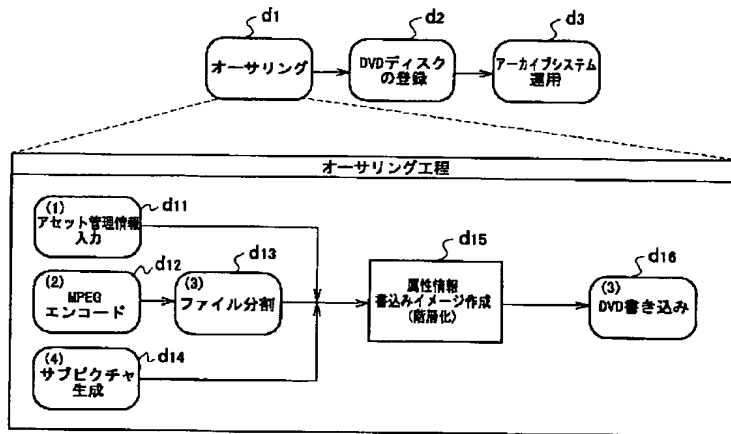 d1
d2
d3
オーサリング
DVDディスク
の登録
アーカイブシステム
運用
オーサリング工程
(1)
アセット管理情報
入力
d11
(2)
MPEG
エンコード
d12
(3)
ファイル分割
d13
(4)
サブピクチャ
生成
d14
d15
属性情報
書込みイメージ作成
(階層化)
d16
(3)
DVD書き込み